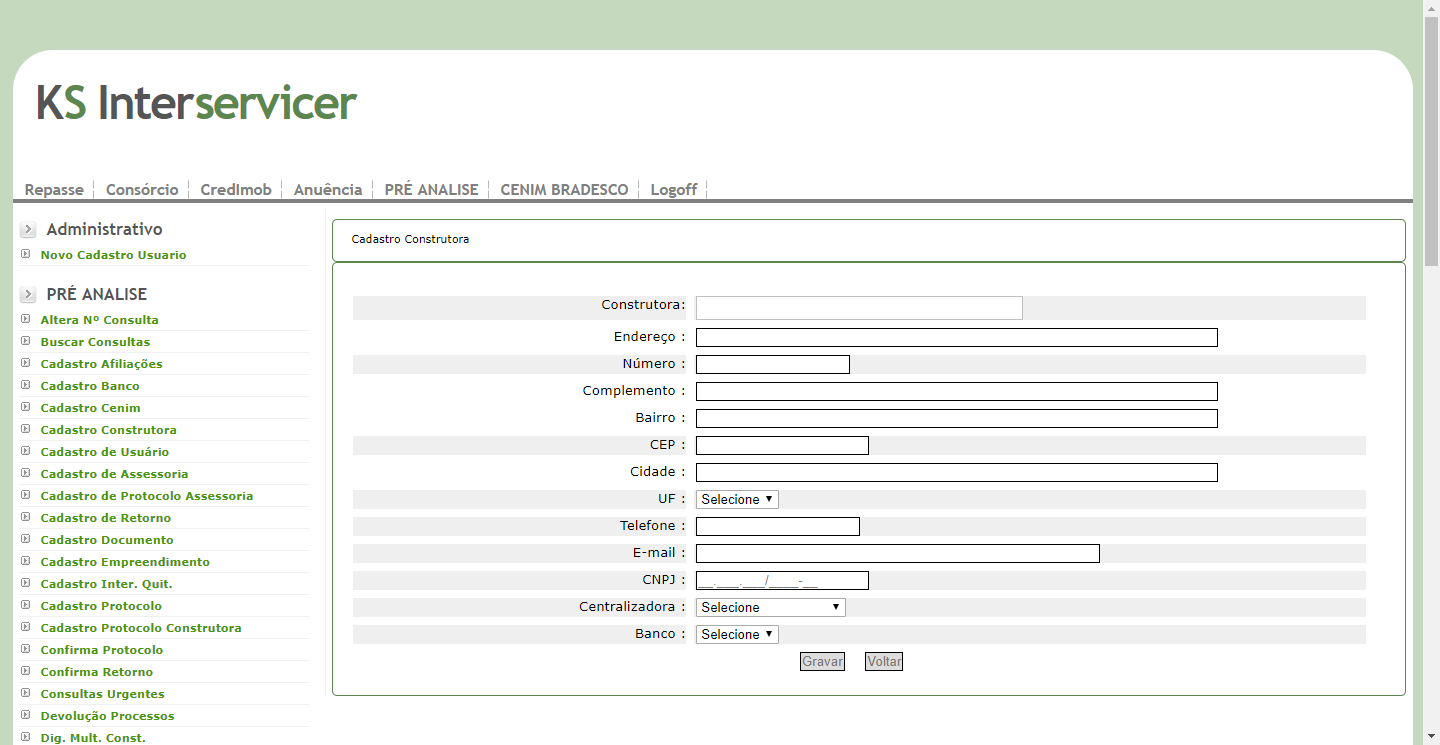 KS Interservicer
Repasse Consórcio CredImob Anuência PRÉ ANALISE CENIM BRADESCO Logoff
Administrativo
Novo Cadastro Usuario
PRÉ ANALISE
Altera Nº Consulta
Buscar Consultas
Cadastro Afiliações
Cadastro Banco
Cadastro Cenim
Cadastro Construtora
Cadastro de Usuário
Cadastro de Assessoria
Cadastro de Protocolo Assessoria
Cadastro de Retorno
Cadastro Documento
Cadastro Empreendimento
Cadastro Inter. Quit.
Cadastro Protocolo
Cadastro Protocolo Construtora
Confirma Protocolo
Confirma Retorno
Consultas Urgentes
Devolução Processos
Dig. Mult. Const.
Cadastro Construtora
Construtora:
Endereço :
Número :
Complemento :
Bairro :
CEP :
Cidade :
UF : Selecione
Telefone :
E-mail :
CNPJ : __.___.___/____-__
Centralizadora : Selecione
Banco : Selecione
Gravar Voltar